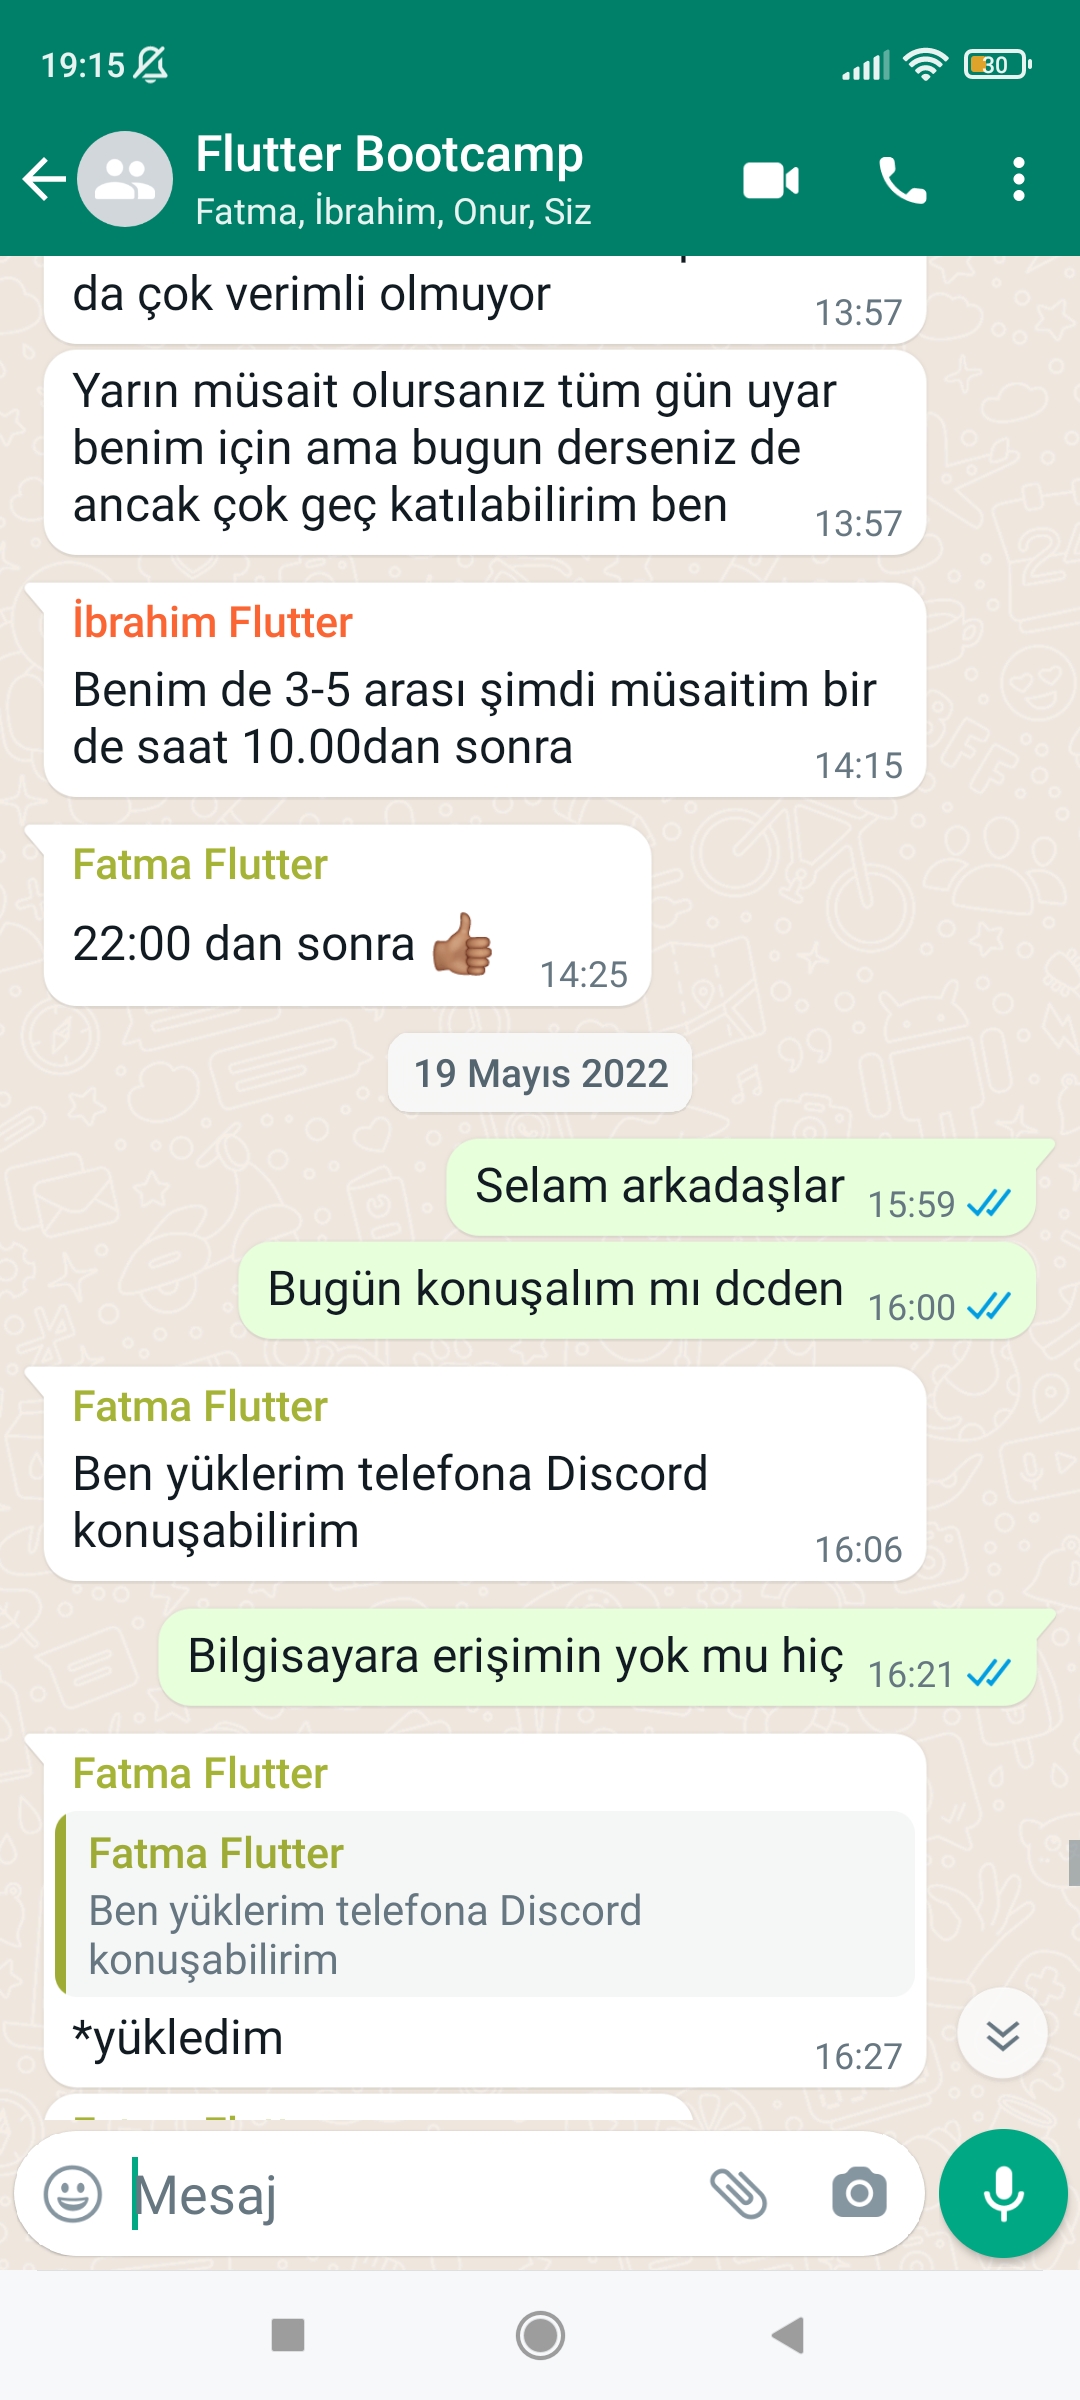 19:15
30
Flutter Bootcamp
Fatma, İbrahim, Onur, Siz
da çok verimli olmuyor
13:57
Yarın müsait olursanız tüm gün uyar
benim için ama bugun derseniz de
ancak çok geç katılabilirim ben
13:57
İbrahim Flutter
Benim de 3-5 arası şimdi müsaitim bir
de saat 10.00dan sonra
14:15
Fatma Flutter
22:00 dan sonra 👍🏽
14:25
19 Mayıs 2022
Selam arkadaşlar
15:59
Bugün konuşalım mı dcden
16:00
Fatma Flutter
Ben yüklerim telefona Discord
konuşabilirim
16:06
Bilgisayara erişimin yok mu hiç
16:21
Fatma Flutter
Fatma Flutter
Ben yüklerim telefona Discord
konuşabilirim
*yükledim
16:27
Mesaj